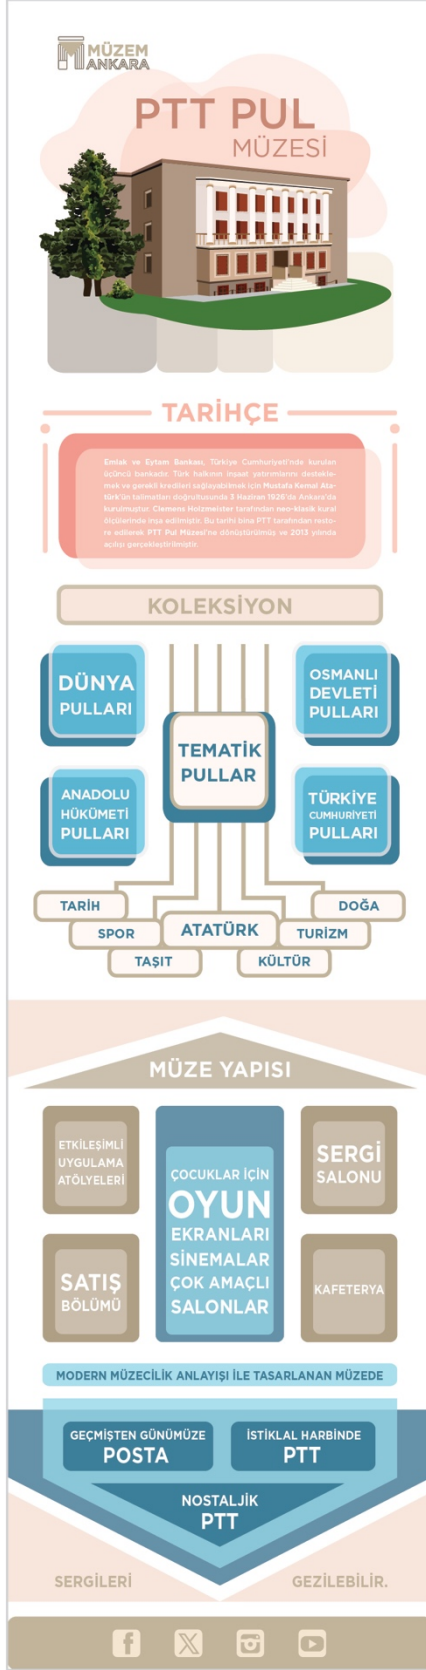 MÜZEM
ANKARA
PTT PUL
MÜZESİ
TARİHÇE
Emlak ve Eytam Bankası, Türkiye Cumhuriyeti'nde kurulan
üçüncü bankadır. Türk halkının inşaat yatırımlarını destekle-
mek ve gerekli kredileri sağlayabilmek için Mustafa Kemal Ata-
türk'ün talimatları doğrultusunda 3 Haziran 1926'da Ankara'da
kurulmuştur. Clemens Holzmeister tarafından neo-klasik kural
ölçülerinde inşa edilmiştir. Bu tarihi bina PTT tarafından resto-
re edilerek PTT Pul Müzesi'ne dönüştürülmüş ve 2013 yılında
açılışı gerçekleştirilmiştir.
KOLEKSİYON
DÜNYA
PULLARI
OSMANLI
DEVLETİ
PULLARI
TEMATİK
PULLAR
ANADOLU
HÜKÜMETİ
PULLARI
TÜRKİYE
CUMHURİYETİ
PULLARI
TARİH
DOĞA
SPOR
ATATÜRK
TURİZM
TAŞIT
KÜLTÜR
MÜZE YAPISI
ETKİLEŞİMLİ
UYGULAMA
ATÖLYELERİ
ÇOCUKLAR İÇİN
OYUN
EKRANLARI
SİNEMALAR
ÇOK AMAÇLI
SALONLAR
SERGİ
SALONU
SATIŞ
BÖLÜMÜ
KAFETERYA
MODERN MÜZECİLİK ANLAYIŞI İLE TASARLANAN MÜZEDE
GEÇMİŞTEN GÜNÜMÜZE
POSTA
İSTİKLAL HARBİNDE
PTT
NOSTALJİK
PTT
SERGİLERİ
GEZİLEBİLİR.